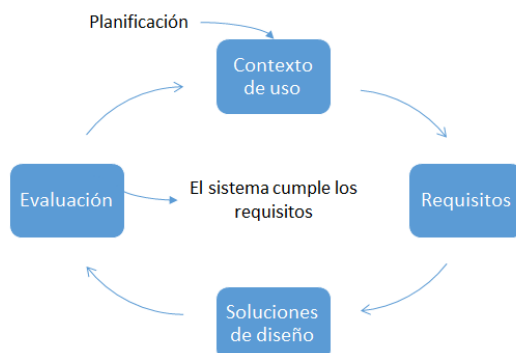 Planificación
Contexto
de uso
Evaluación
El sistema cumple los
requisitos
Requisitos
Soluciones
de diseño